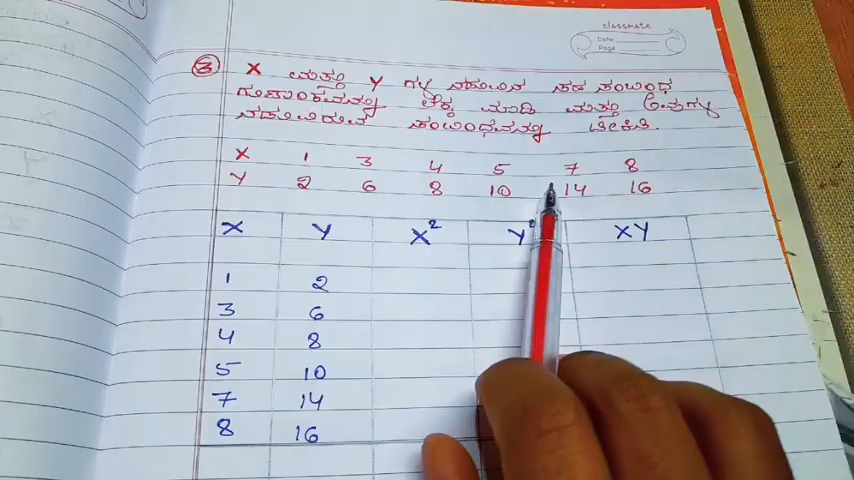 classmate
Date
Page
3 X ಮತ್ತು Y ಗಳ ನಡುವಿನ ಸಹ ಸಂಬಂಧ
ಗುಣಾಂಕವನ್ನು ಲೆಕ್ಕ ಮಾಡಿ ಮತ್ತು ಅವುಗಳ
ನಡುವಿರುವ ಸಂಬಂಧವನ್ನು ತಿಳಿಸಿ.
X 1 3 4 5 7 8
Y 2 6 8 10 14 16
X Y X² Y² XY
1 2
3 6
4 8
5 10
7 14
8 16